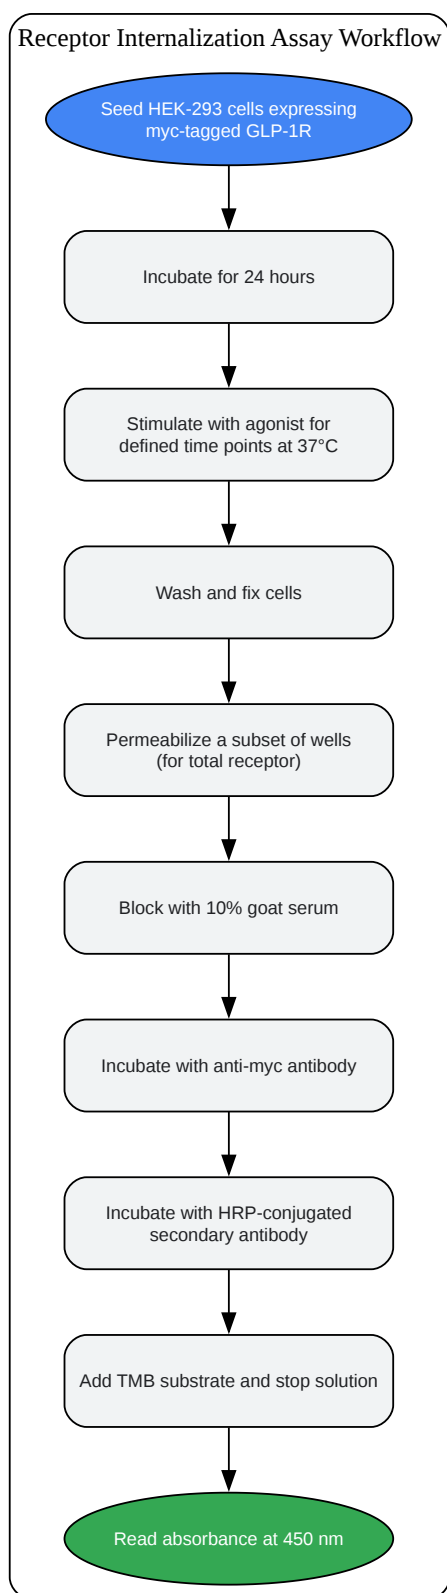 Receptor Internalization Assay Workflow
Seed HEK-293 cells expressing
myc-tagged GLP-1R
Incubate for 24 hours
Stimulate with agonist for
defined time points at 37°C
Wash and fix cells
Permeabilize a subset of wells
(for total receptor)
Block with 10% goat serum
Incubate with anti-myc antibody
Incubate with HRP-conjugated
secondary antibody
Add TMB substrate and stop solution
Read absorbance at 450 nm